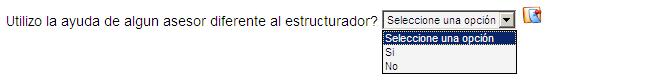 Utilizo la ayuda de algun asesor diferente al estructurador? Seleccione una opción
Seleccione una opción
Si
No